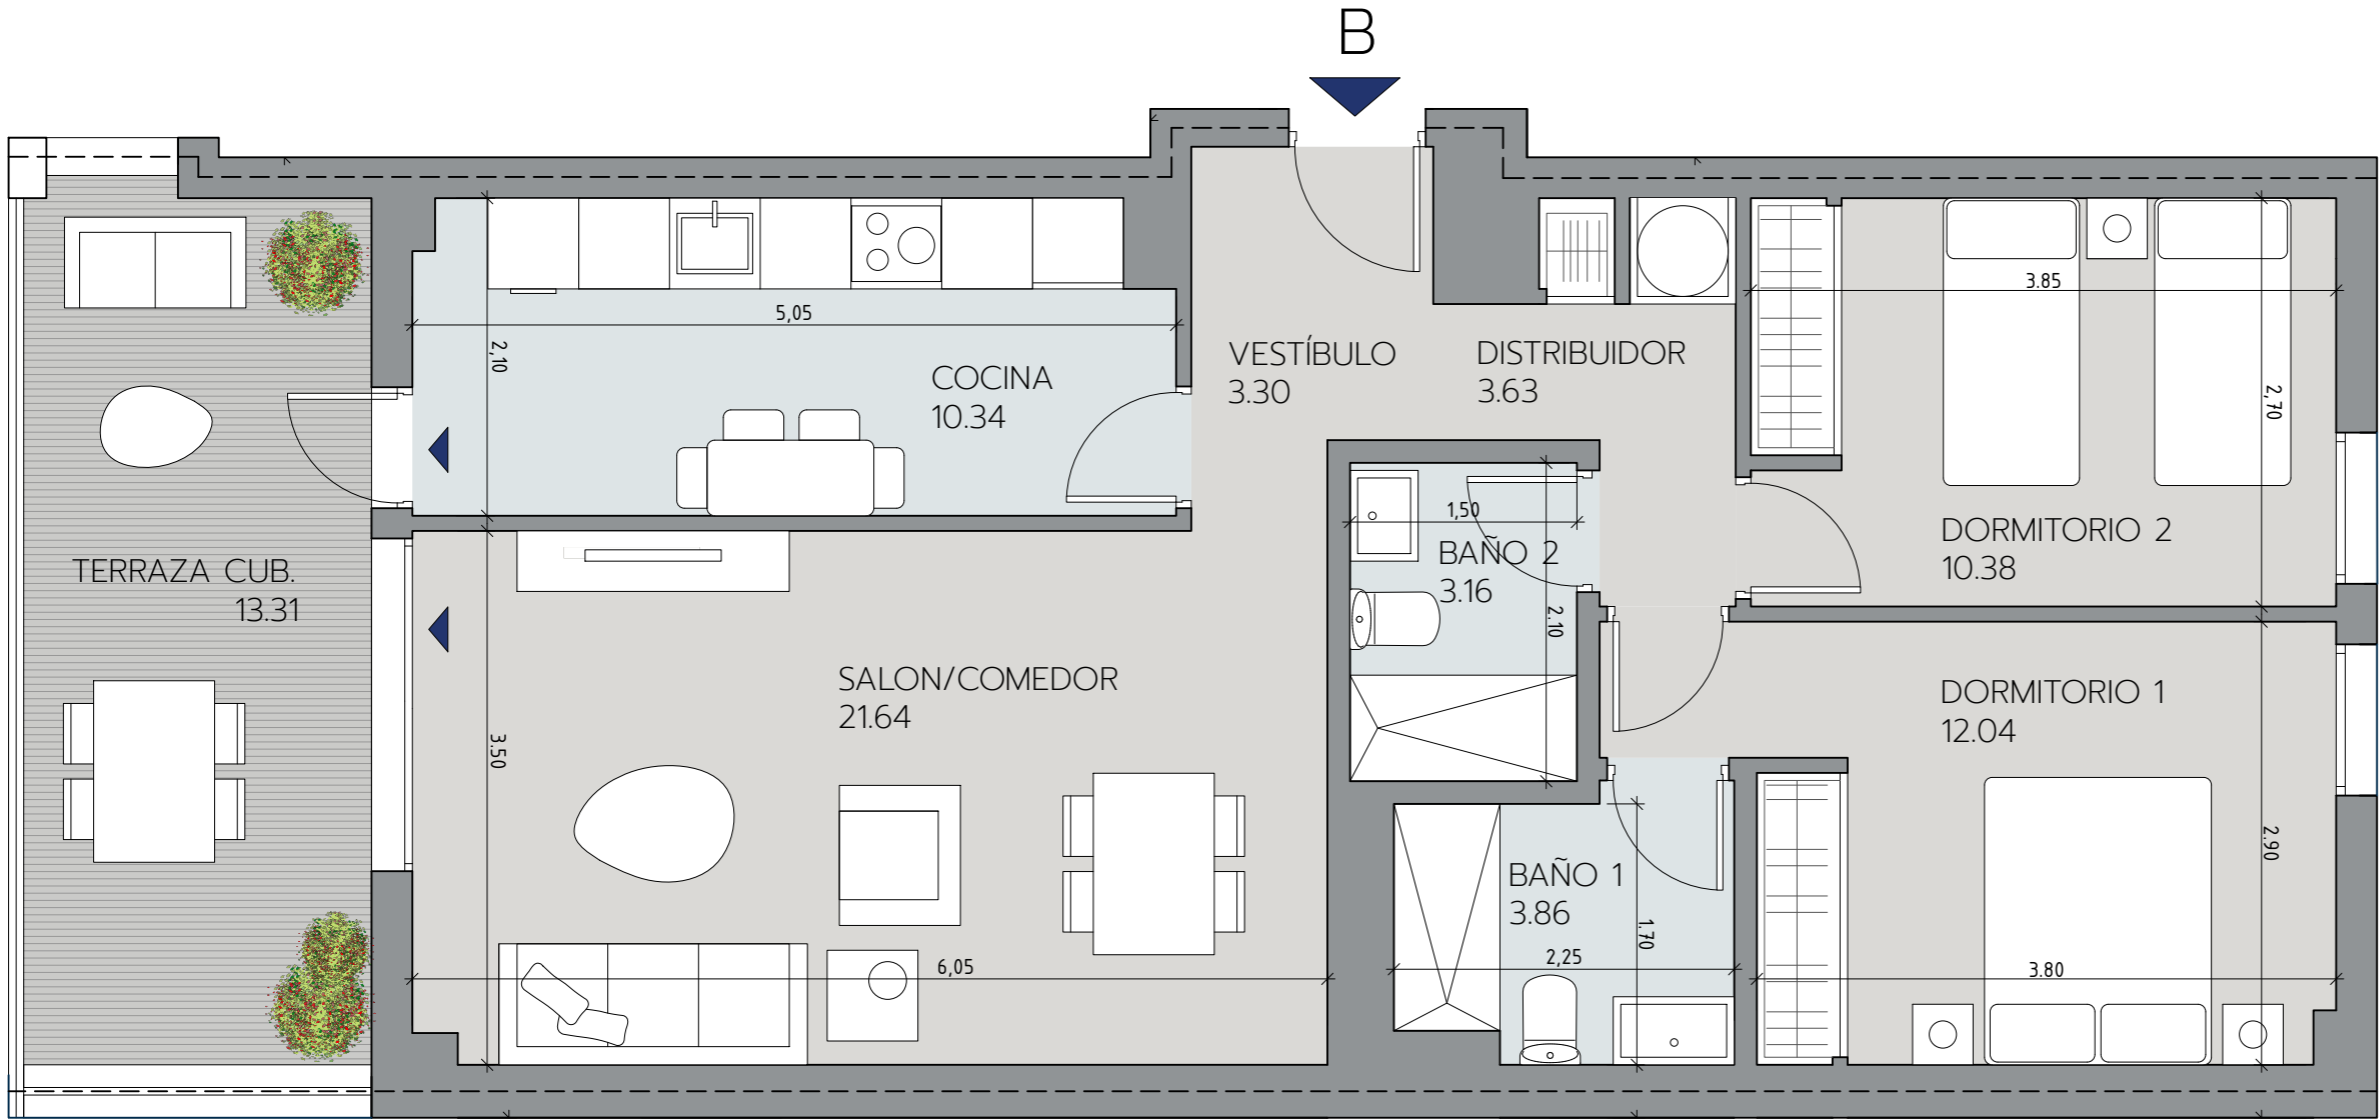 B
5,05
2,10
COCINA
10.34
VESTÍBULO
3.30
DISTRIBUIDOR
3.63
3.85
2,70
DORMITORIO 2
10.38
1,50
BAÑO 2
3.16
2.10
TERRAZA CUB.
13.31
SALON/COMEDOR
21.64
3.50
6,05
DORMITORIO 1
12.04
2.90
3.80
BAÑO 1
3.86
1.70
2,25